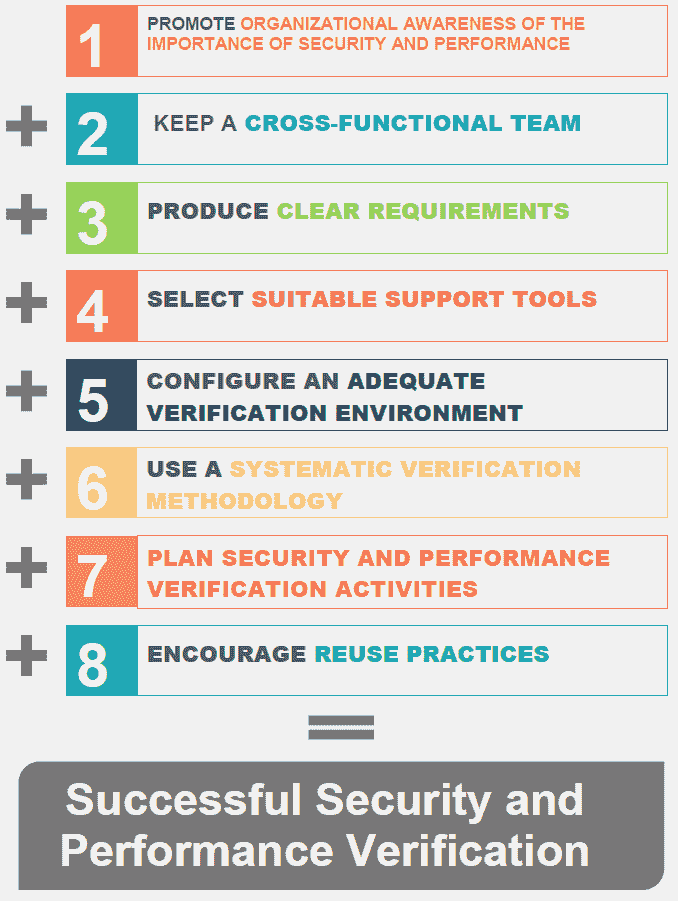 1 PROMOTE ORGANIZATIONAL AWARENESS OF THE
IMPORTANCE OF SECURITY AND PERFORMANCE
+ 2 KEEP A CROSS-FUNCTIONAL TEAM
+ 3 PRODUCE CLEAR REQUIREMENTS
+ 4 SELECT SUITABLE SUPPORT TOOLS
+ 5 CONFIGURE AN ADEQUATE
VERIFICATION ENVIRONMENT
+ 6 USE A SYSTEMATIC VERIFICATION
METHODOLOGY
+ 7 PLAN SECURITY AND PERFORMANCE
VERIFICATION ACTIVITIES
+ 8 ENCOURAGE REUSE PRACTICES
=
Successful Security and
Performance Verification